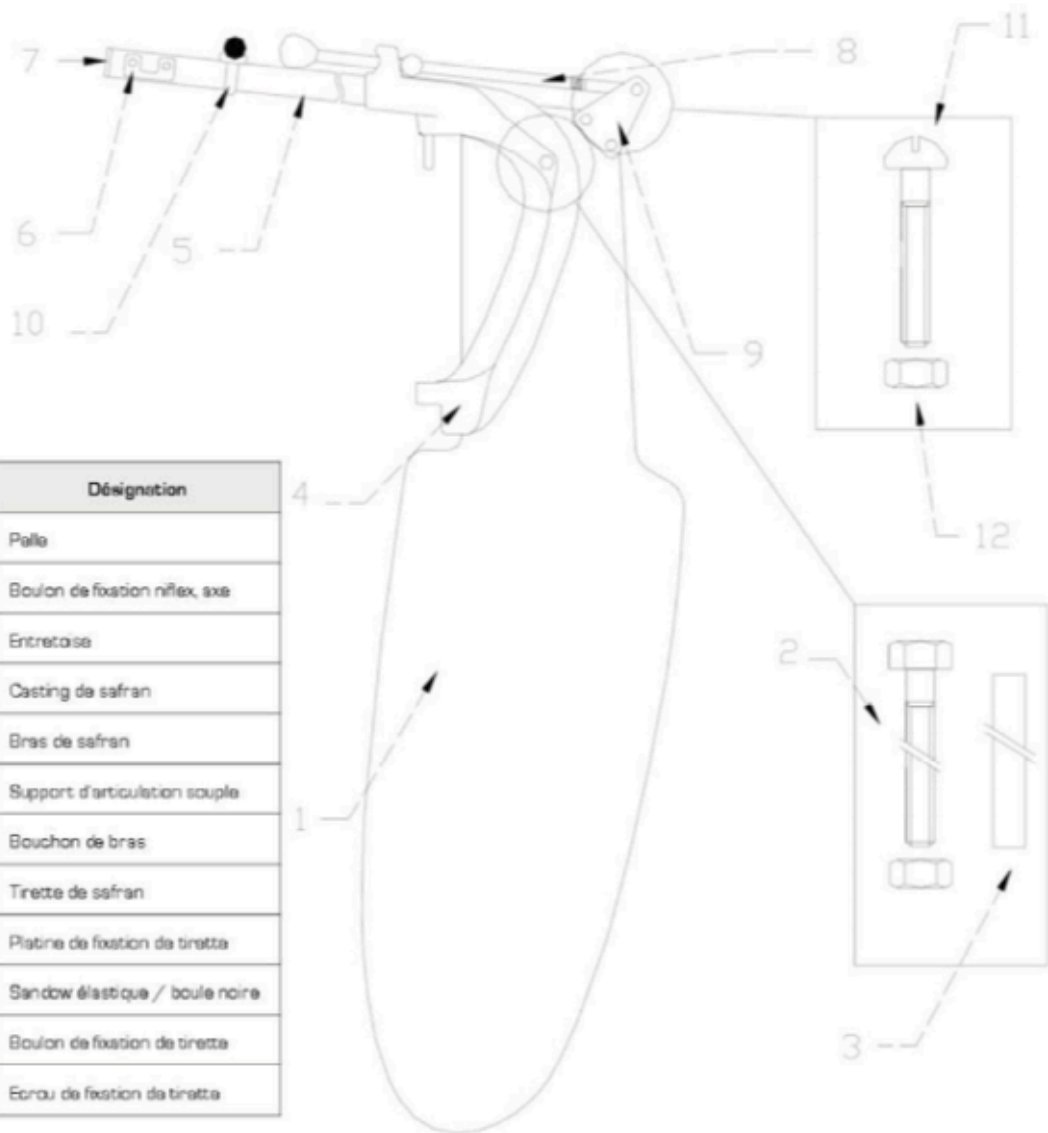 11
7
8
6
5
10
9
Désignation
4
Palle
12
Boulon de fixation niflex, axe
Entretoise
2
Casting de safran
Bras de safran
Support d'articulation souple
1
Bouchon de bras
Tirette de safran
Platine de fixation de tirette
Sandow élastique / boule noire
3
Boulon de fixation de tirette
Ecrou de fixation de tirette